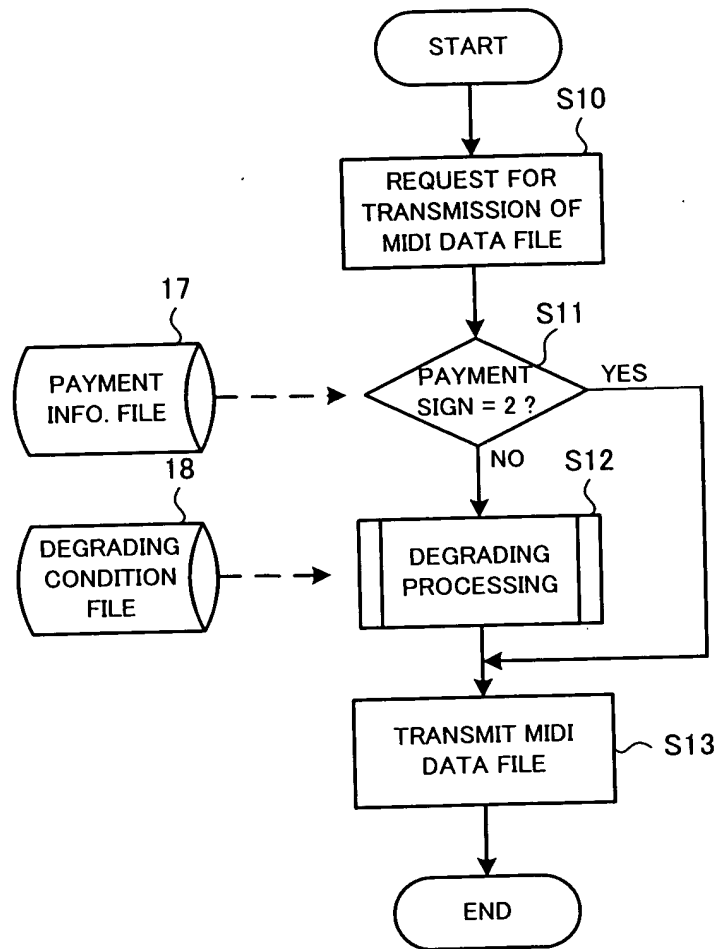 START
S10
REQUEST FOR
TRANSMISSION OF
MIDI DATA FILE
17
PAYMENT
INFO. FILE
S11
PAYMENT
SIGN = 2 ?
YES
NO
18
DEGRADING
CONDITION
FILE
S12
DEGRADING
PROCESSING
TRANSMIT MIDI
DATA FILE
S13
END